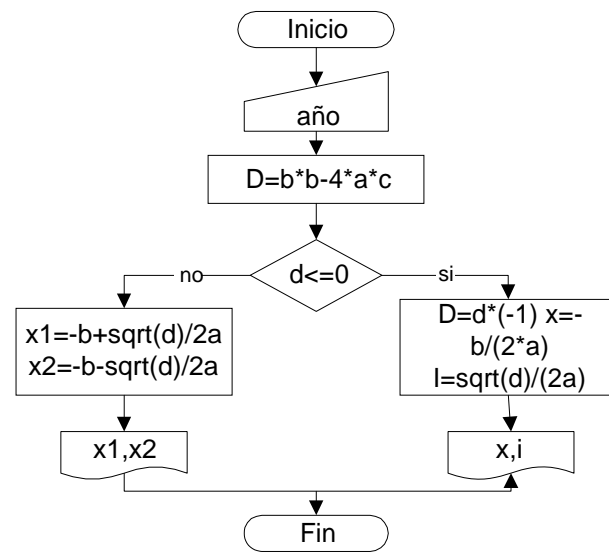 Inicio
año
D=b*b-4*a*c
d<=0
no
si
x1=-b+sqrt(d)/2a
x2=-b-sqrt(d)/2a
D=d*(-1) x=-
b/(2*a)
I=sqrt(d)/(2a)
x1,x2
x,i
Fin